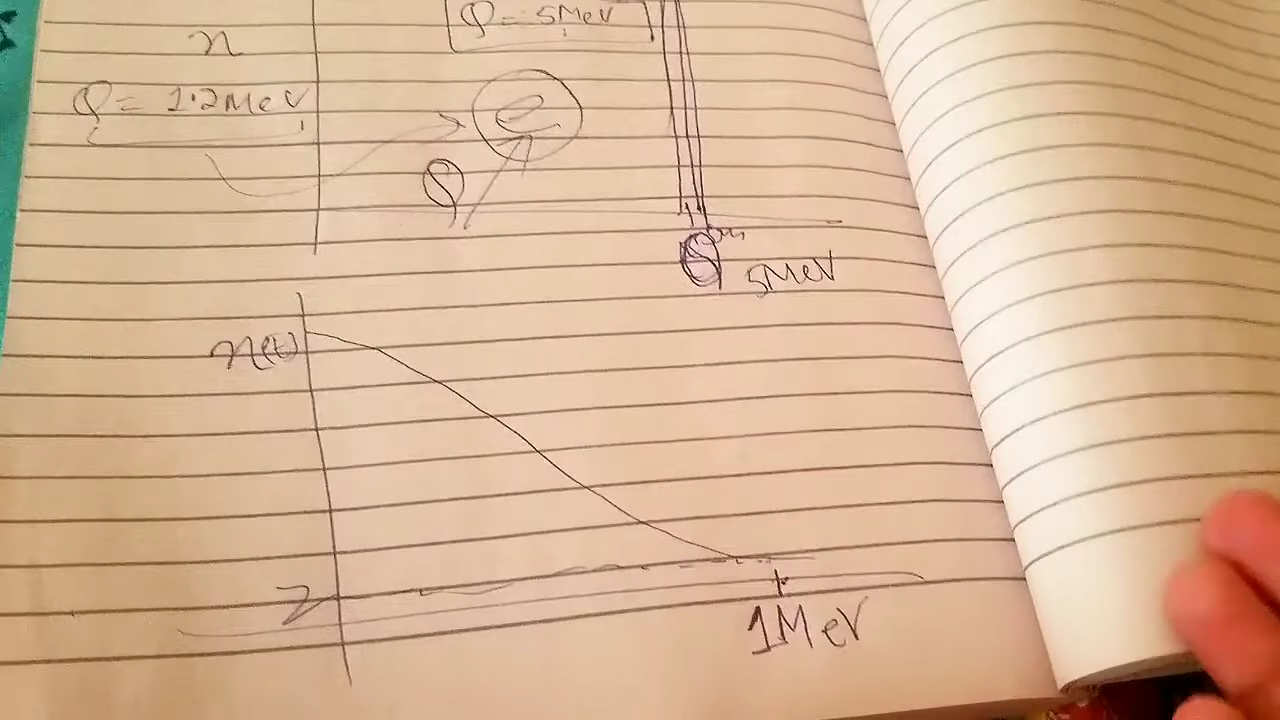 Q = 5MeV
n
Q = 1.2MeV
e
Q
Q
5MeV
n(t)
Z
1MeV